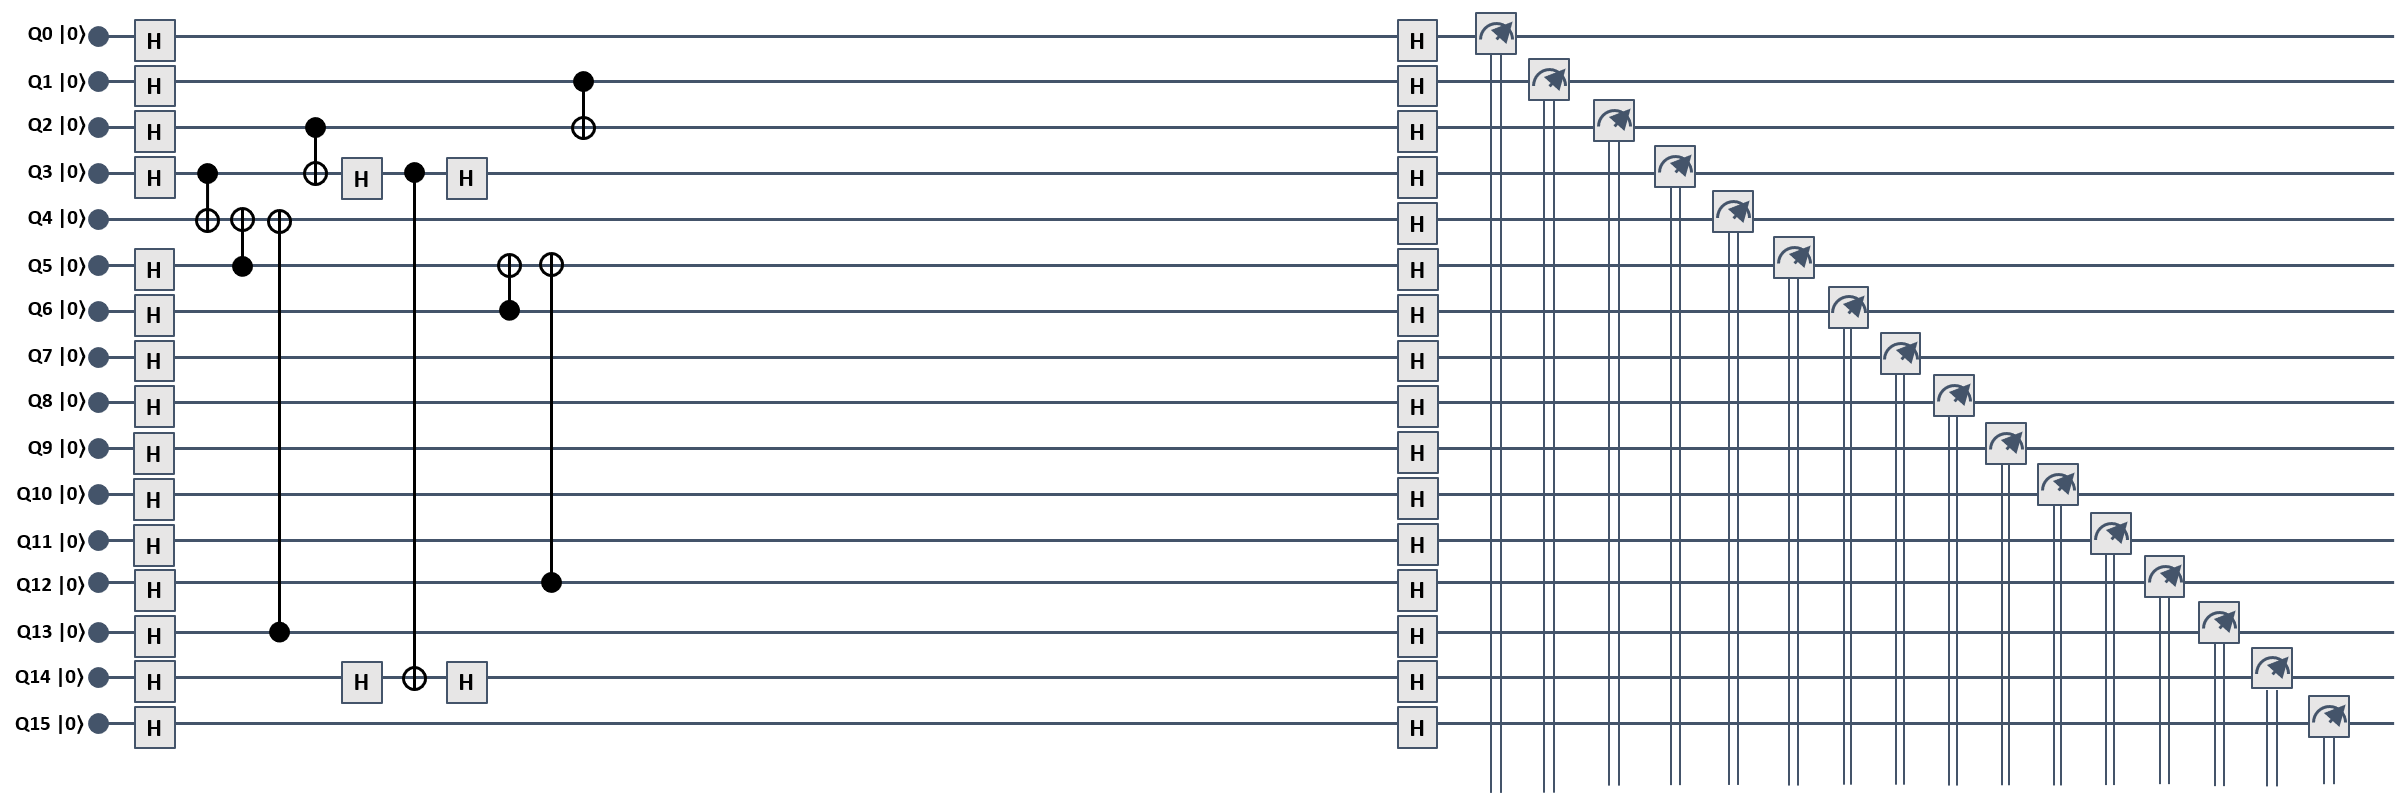 Q0 |0⟩ H H
Q1 |0⟩ H H
Q2 |0⟩ H H
Q3 |0⟩ H H H H
Q4 |0⟩ H
Q5 |0⟩ H H
Q6 |0⟩ H H
Q7 |0⟩ H H
Q8 |0⟩ H H
Q9 |0⟩ H H
Q10 |0⟩ H H
Q11 |0⟩ H H
Q12 |0⟩ H H
Q13 |0⟩ H H
Q14 |0⟩ H H H H
Q15 |0⟩ H H